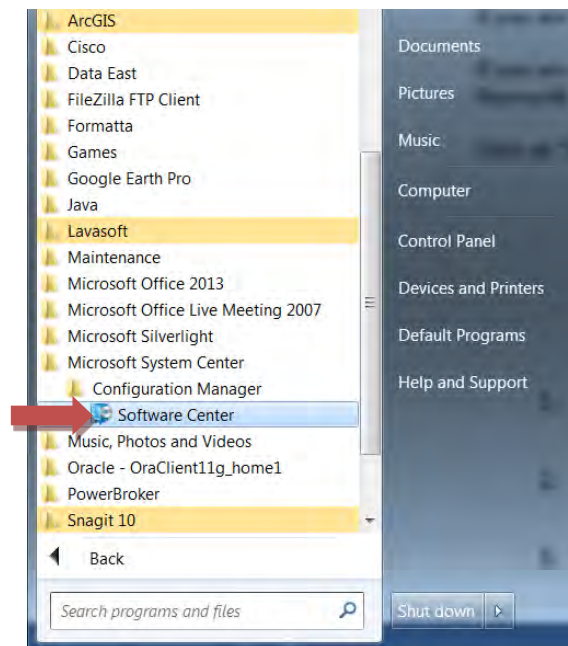 ArcGIS
Cisco
Data East
FileZilla FTP Client
Formatta
Games
Google Earth Pro
Java
Lavasoft
Maintenance
Microsoft Office 2013
Microsoft Office Live Meeting 2007
Microsoft Silverlight
Microsoft System Center
Configuration Manager
Software Center
Music, Photos and Videos
Oracle - OraClient11g_home1
PowerBroker
Snagit 10
Back
Search programs and files
Documents
Pictures
Music
Computer
Control Panel
Devices and Printers
Default Programs
Help and Support
Shut down